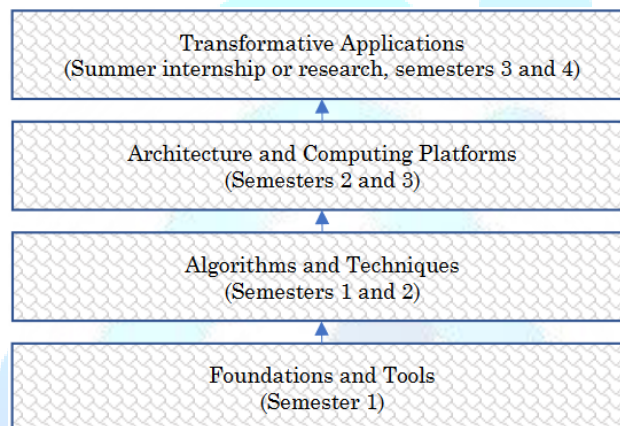 Transformative Applications
(Summer internship or research, semesters 3 and 4)
Architecture and Computing Platforms
(Semesters 2 and 3)
Algorithms and Techniques
(Semesters 1 and 2)
Foundations and Tools
(Semester 1)